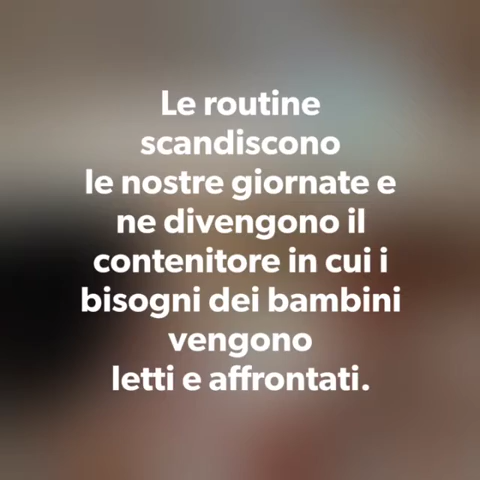 Le routine
scandiscono
le nostre giornate e
ne divengono il
contenitore in cui i
bisogni dei bambini
vengono
letti e affrontati.